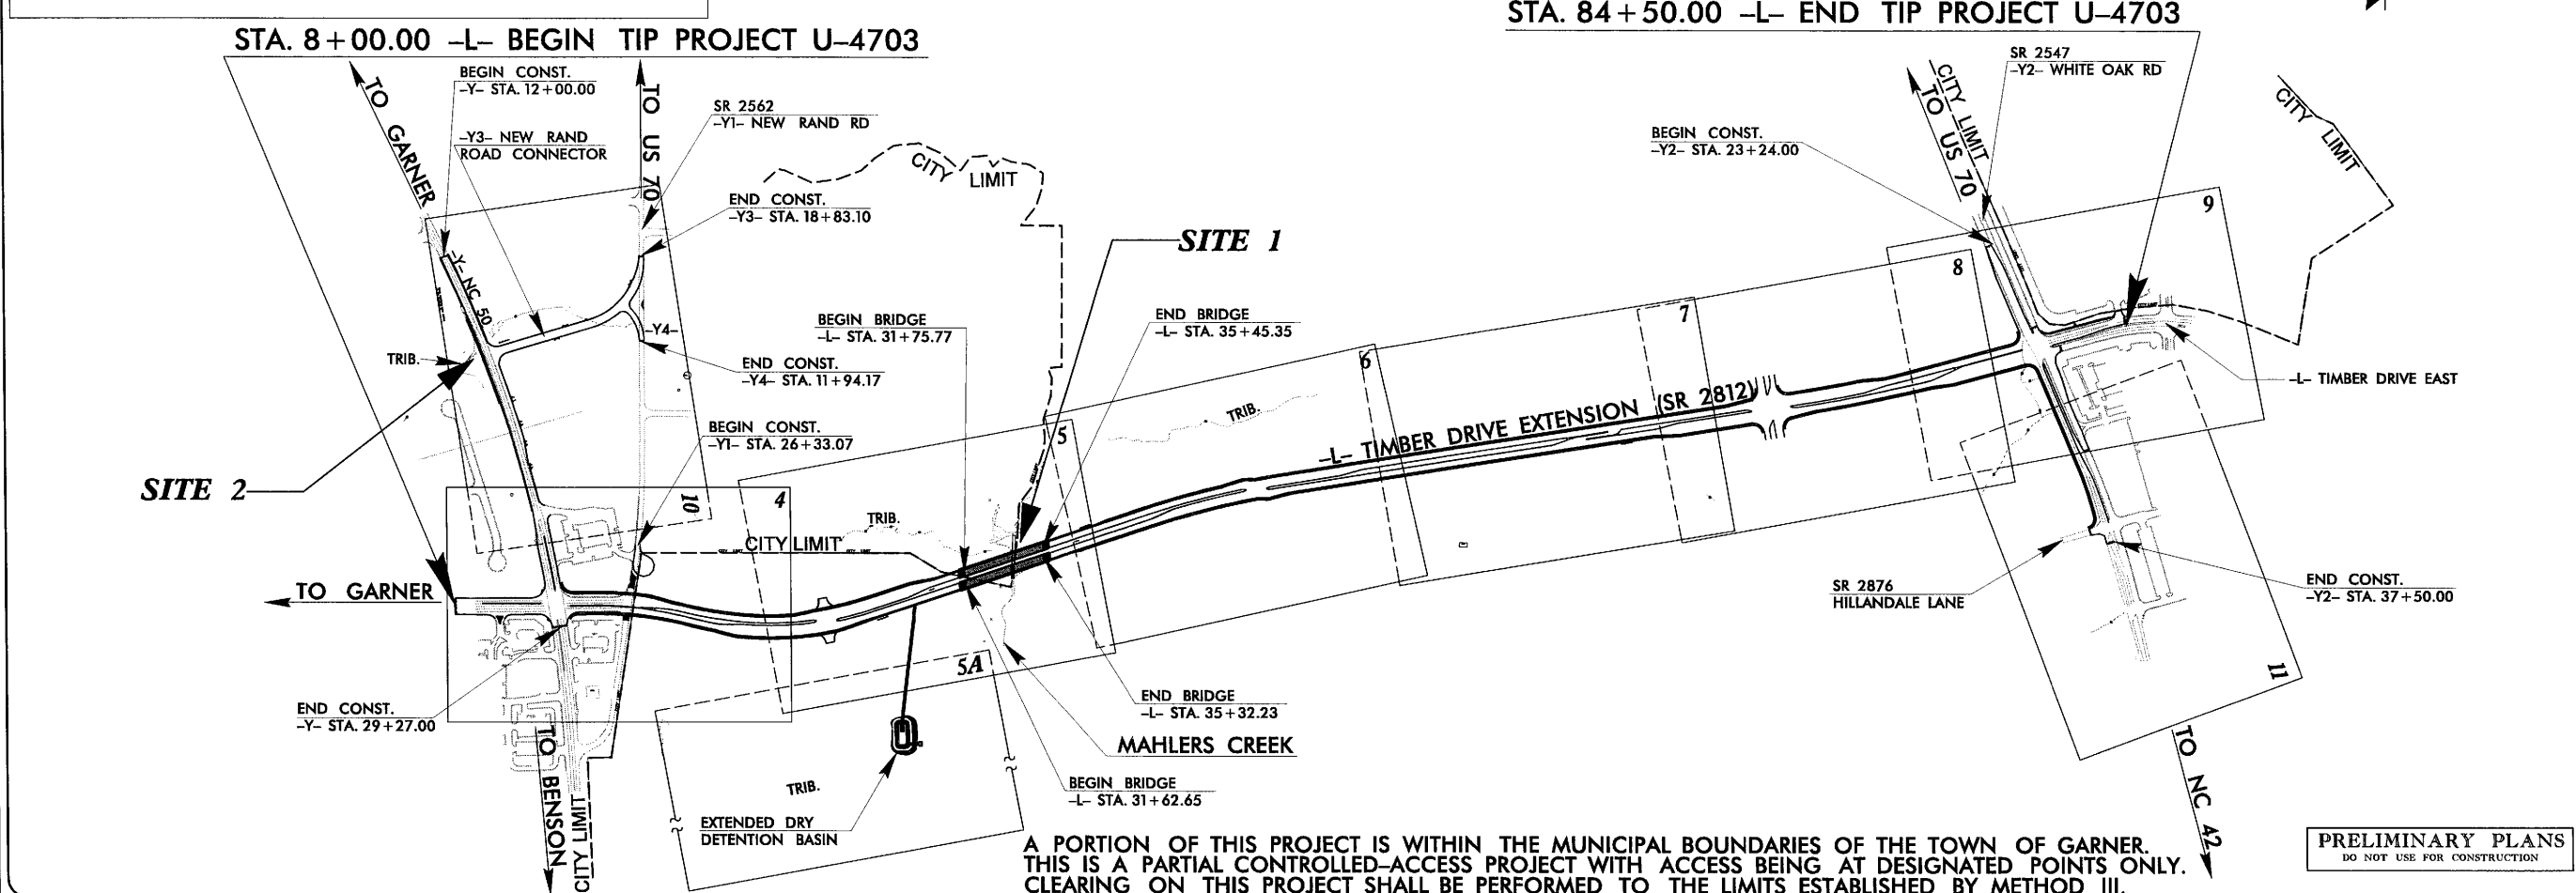 STA. 8+00.00 –L– BEGIN TIP PROJECT U–4703
STA. 84+50.00 –L– END TIP PROJECT U–4703
TO GARNER
BEGIN CONST.
–Y– STA. 12+00.00
–Y3– NEW RAND
ROAD CONNECTOR
TO US 70
SR 2562
–Y1– NEW RAND RD
CITY LIMIT
END CONST.
–Y3– STA. 18+83.10
SITE 1
–Y– NC 50
–Y4–
TRIB.
END CONST.
–Y4– STA. 11+94.17
BEGIN BRIDGE
–L– STA. 31+75.77
END BRIDGE
–L– STA. 35+45.35
BEGIN CONST.
–Y1– STA. 26+33.07
SITE 2
10
4
5
TRIB.
CITY LIMIT
TO GARNER
END CONST.
–Y– STA. 29+27.00
TO BENSON
CITY LIMIT
5A
TRIB.
EXTENDED DRY
DETENTION BASIN
END BRIDGE
–L– STA. 35+32.23
MAHLERS CREEK
BEGIN BRIDGE
–L– STA. 31+62.65
TRIB.
6
–L– TIMBER DRIVE EXTENSION (SR 2812)
7
8
9
BEGIN CONST.
–Y2– STA. 23+24.00
CITY LIMIT
TO US 70
SR 2547
–Y2– WHITE OAK RD
CITY LIMIT
–L– TIMBER DRIVE EAST
SR 2876
HILLANDALE LANE
END CONST.
–Y2– STA. 37+50.00
11
TO NC 42
A PORTION OF THIS PROJECT IS WITHIN THE MUNICIPAL BOUNDARIES OF THE TOWN OF GARNER.
THIS IS A PARTIAL CONTROLLED–ACCESS PROJECT WITH ACCESS BEING AT DESIGNATED POINTS ONLY.
CLEARING ON THIS PROJECT SHALL BE PERFORMED TO THE LIMITS ESTABLISHED BY METHOD III.
PRELIMINARY PLANS
DO NOT USE FOR CONSTRUCTION